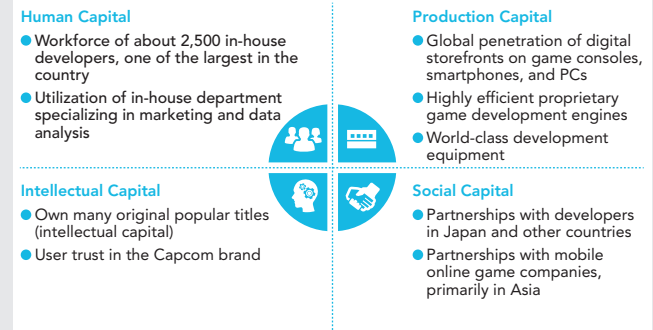 Human Capital
● Workforce of about 2,500 in-house
developers, one of the largest in the
country
● Utilization of in-house department
specializing in marketing and data
analysis
Production Capital
● Global penetration of digital
storefronts on game consoles,
smartphones, and PCs
● Highly efficient proprietary
game development engines
● World-class development
equipment
Intellectual Capital
● Own many original popular titles
(intellectual capital)
● User trust in the Capcom brand
Social Capital
● Partnerships with developers
in Japan and other countries
● Partnerships with mobile
online game companies,
primarily in Asia